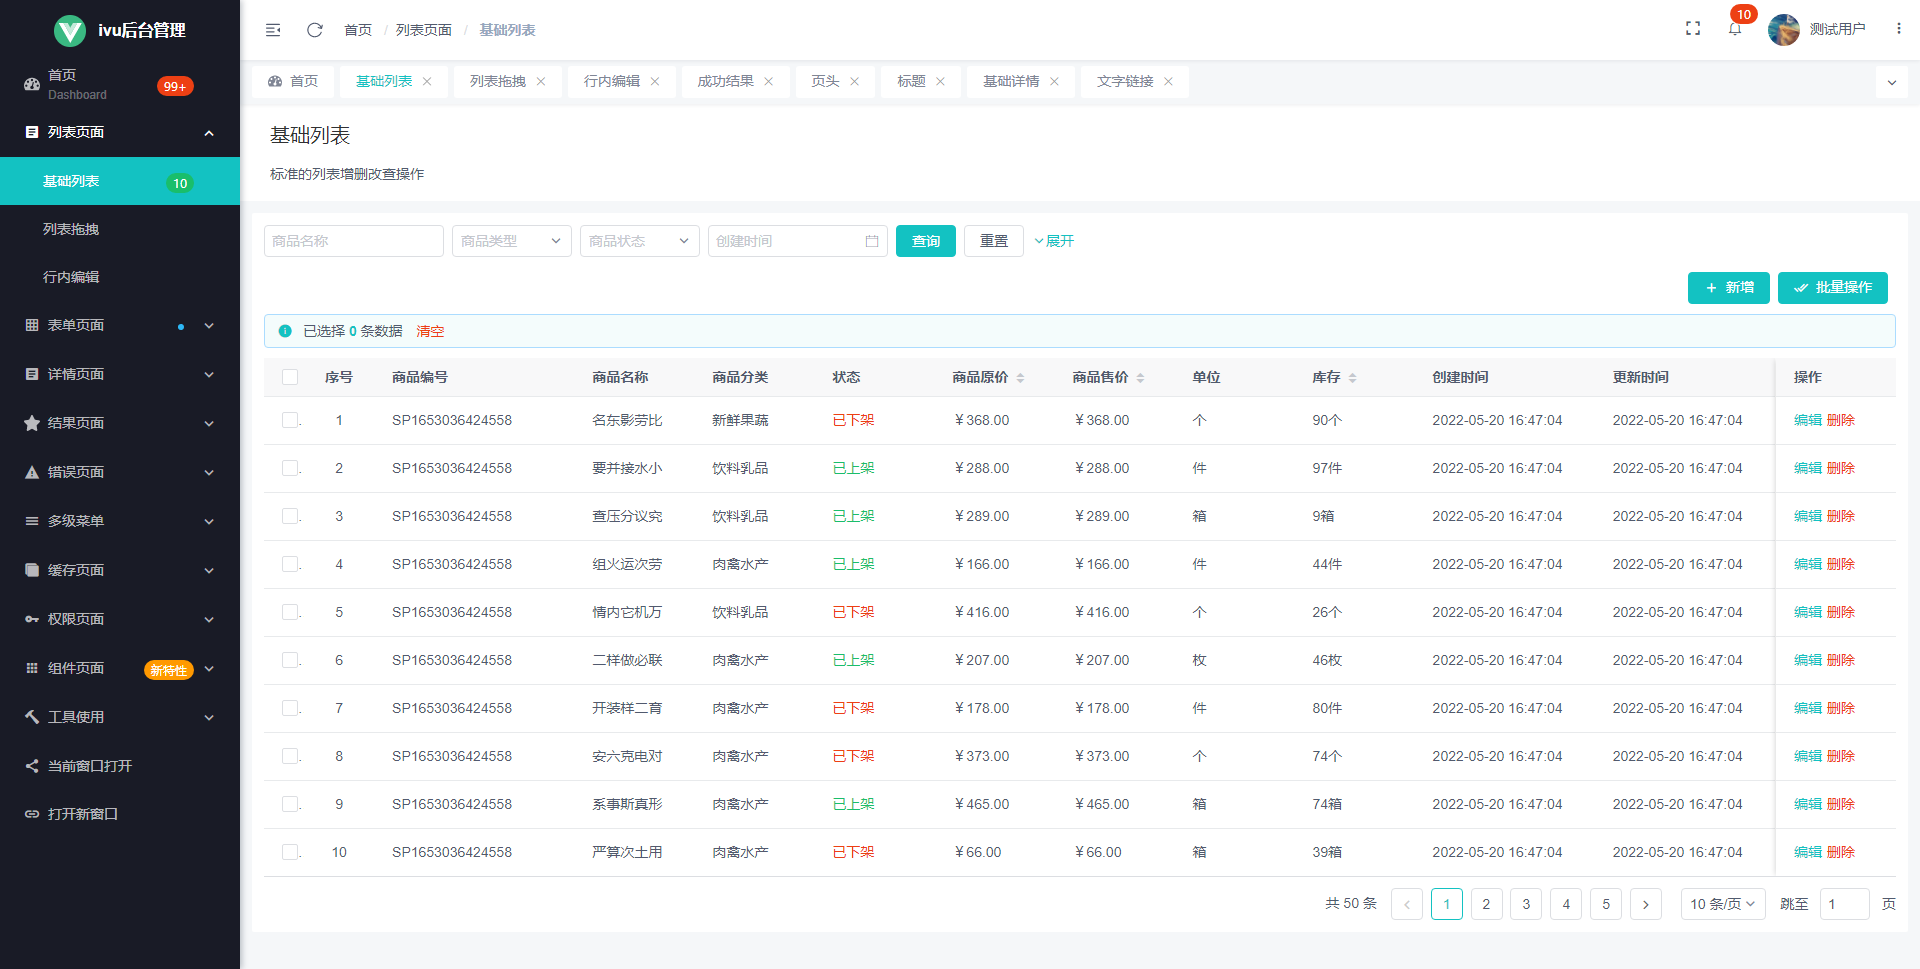 ivu后台管理
首页
Dashboard
99+
列表页面
基础列表 10
列表拖拽
行内编辑
表单页面
详情页面
结果页面
错误页面
多级菜单
缓存页面
权限页面
组件页面 新特性
工具使用
当前窗口打开
打开新窗口
首页 / 列表页面 / 基础列表
10
测试用户
首页 基础列表 列表拖拽 行内编辑 成功结果 页头 标题 基础详情 文字链接
基础列表
标准的列表增删改查操作
商品名称 商品类型 商品状态 创建时间 查询 重置 展开
新增 批量操作
已选择 0 条数据 清空
序号 商品编号 商品名称 商品分类 状态 商品原价 商品售价 单位 库存 创建时间 更新时间 操作
1 SP1653036424558 名东影劳比 新鲜果蔬 已下架 ￥368.00 ￥368.00 个 90个 2022-05-20 16:47:04 2022-05-20 16:47:04 编辑 删除
2 SP1653036424558 要并接水小 饮料乳品 已上架 ￥288.00 ￥288.00 件 97件 2022-05-20 16:47:04 2022-05-20 16:47:04 编辑 删除
3 SP1653036424558 查压分议究 饮料乳品 已上架 ￥289.00 ￥289.00 箱 9箱 2022-05-20 16:47:04 2022-05-20 16:47:04 编辑 删除
4 SP1653036424558 组火运次劳 肉禽水产 已上架 ￥166.00 ￥166.00 件 44件 2022-05-20 16:47:04 2022-05-20 16:47:04 编辑 删除
5 SP1653036424558 情内它机万 饮料乳品 已下架 ￥416.00 ￥416.00 个 26个 2022-05-20 16:47:04 2022-05-20 16:47:04 编辑 删除
6 SP1653036424558 二样做必联 肉禽水产 已上架 ￥207.00 ￥207.00 枚 46枚 2022-05-20 16:47:04 2022-05-20 16:47:04 编辑 删除
7 SP1653036424558 开装样二育 肉禽水产 已下架 ￥178.00 ￥178.00 件 80件 2022-05-20 16:47:04 2022-05-20 16:47:04 编辑 删除
8 SP1653036424558 安六克电对 肉禽水产 已下架 ￥373.00 ￥373.00 个 74个 2022-05-20 16:47:04 2022-05-20 16:47:04 编辑 删除
9 SP1653036424558 系事斯真形 肉禽水产 已上架 ￥465.00 ￥465.00 箱 74箱 2022-05-20 16:47:04 2022-05-20 16:47:04 编辑 删除
10 SP1653036424558 严算次土用 肉禽水产 已下架 ￥66.00 ￥66.00 箱 39箱 2022-05-20 16:47:04 2022-05-20 16:47:04 编辑 删除
共 50 条 1 2 3 4 5 10 条/页 跳至 1 页